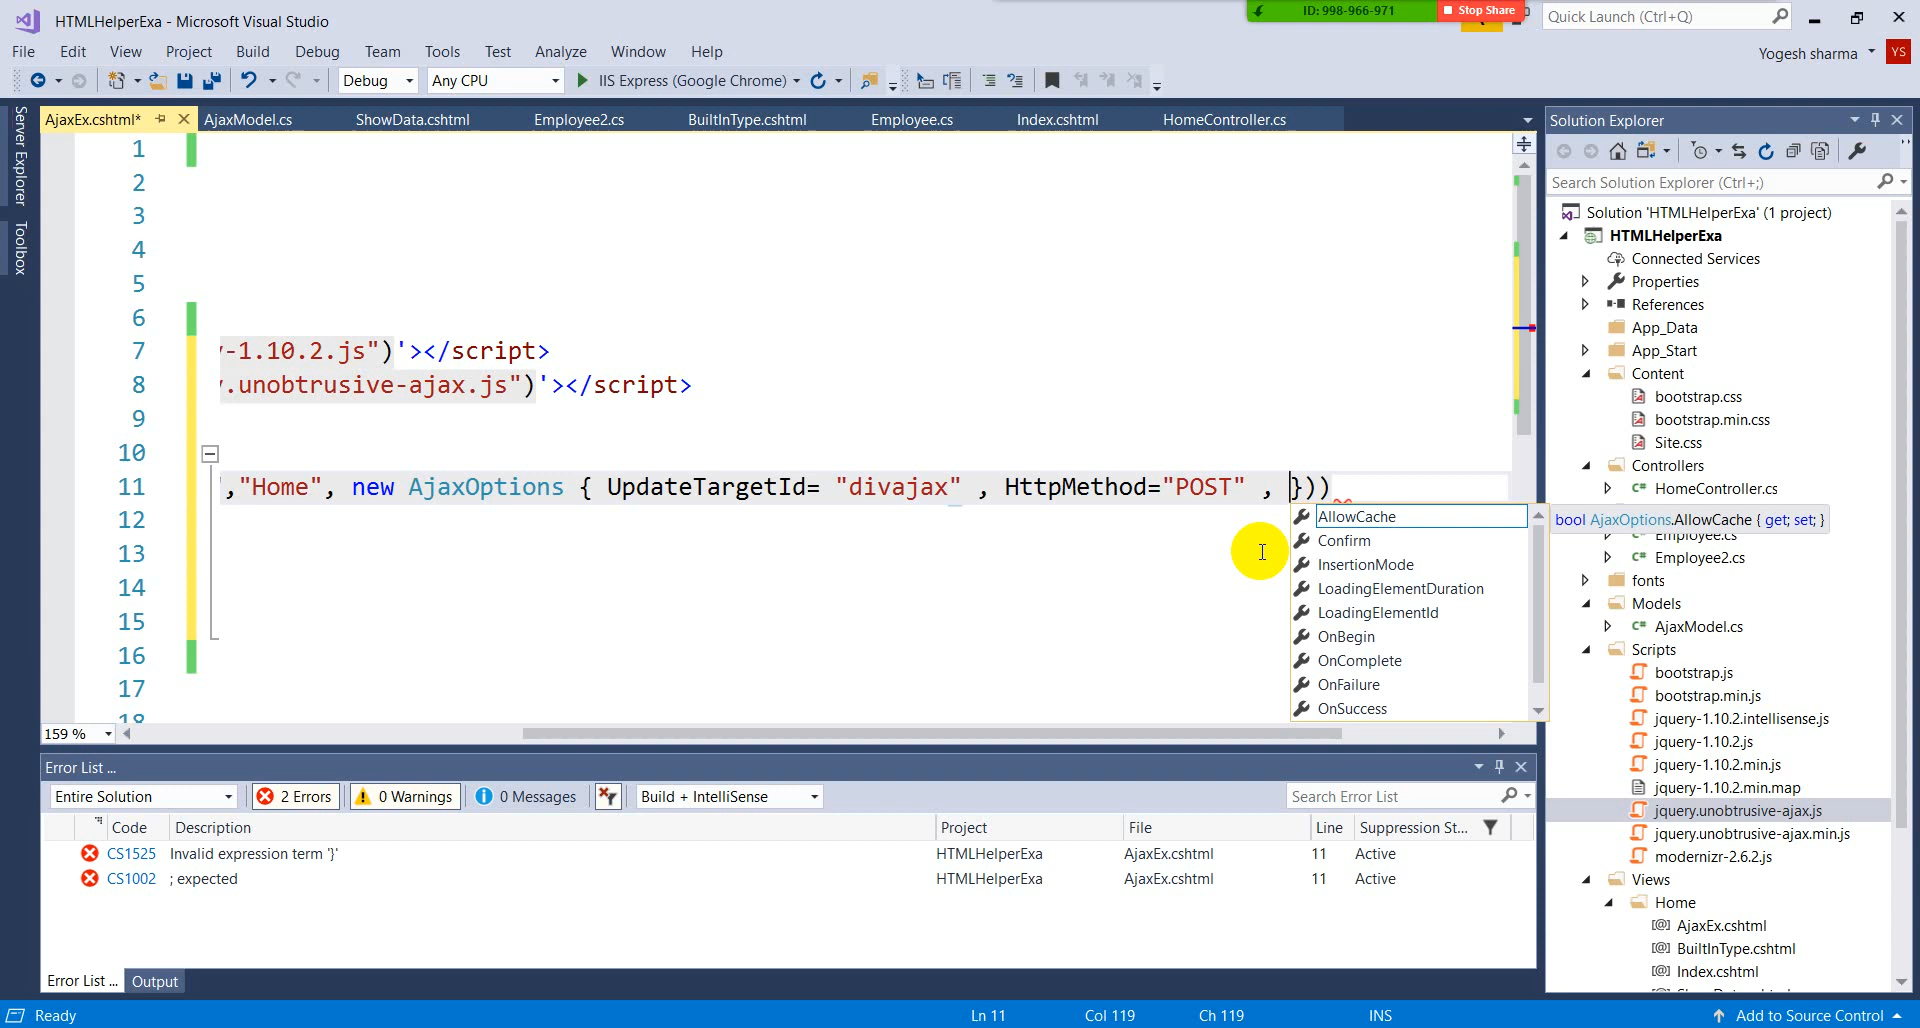 HTMLHelperExa - Microsoft Visual Studio
ID: 998-966-971
Stop Share
Quick Launch (Ctrl+Q)
File Edit View Project Build Debug Team Tools Test Analyze Window Help
Yogesh sharma
YS
Debug Any CPU IIS Express (Google Chrome)
AjaxEx.cshtml* AjaxModel.cs ShowData.cshtml Employee2.cs BuiltInType.cshtml Employee.cs Index.cshtml HomeController.cs
Server Explorer
Toolbox
1
2
3
4
5
6
7 -1.10.2.js")'></script>
8 .unobtrusive-ajax.js")'></script>
9
10
11 ,"Home", new AjaxOptions { UpdateTargetId= "divajax" , HttpMethod="POST" , }))
12
13
14
15
16
17
18
AllowCache
Confirm
InsertionMode
LoadingElementDuration
LoadingElementId
OnBegin
OnComplete
OnFailure
OnSuccess
bool AjaxOptions.AllowCache { get; set; }
159 %
Solution Explorer
Search Solution Explorer (Ctrl+;)
Solution 'HTMLHelperExa' (1 project)
HTMLHelperExa
Connected Services
Properties
References
App_Data
App_Start
Content
bootstrap.css
bootstrap.min.css
Site.css
Controllers
C# HomeController.cs
Employee.cs
C# Employee2.cs
fonts
Models
C# AjaxModel.cs
Scripts
bootstrap.js
bootstrap.min.js
jquery-1.10.2.intellisense.js
jquery-1.10.2.js
jquery-1.10.2.min.js
jquery-1.10.2.min.map
jquery.unobtrusive-ajax.js
jquery.unobtrusive-ajax.min.js
modernizr-2.6.2.js
Views
Home
[@] AjaxEx.cshtml
[@] BuiltInType.cshtml
[@] Index.cshtml
Error List ...
Entire Solution 2 Errors 0 Warnings 0 Messages Build + IntelliSense Search Error List
Code Description Project File Line Suppression St...
CS1525 Invalid expression term '}' HTMLHelperExa AjaxEx.cshtml 11 Active
CS1002 ; expected HTMLHelperExa AjaxEx.cshtml 11 Active
Error List ... Output
Ready Ln 11 Col 119 Ch 119 INS Add to Source Control